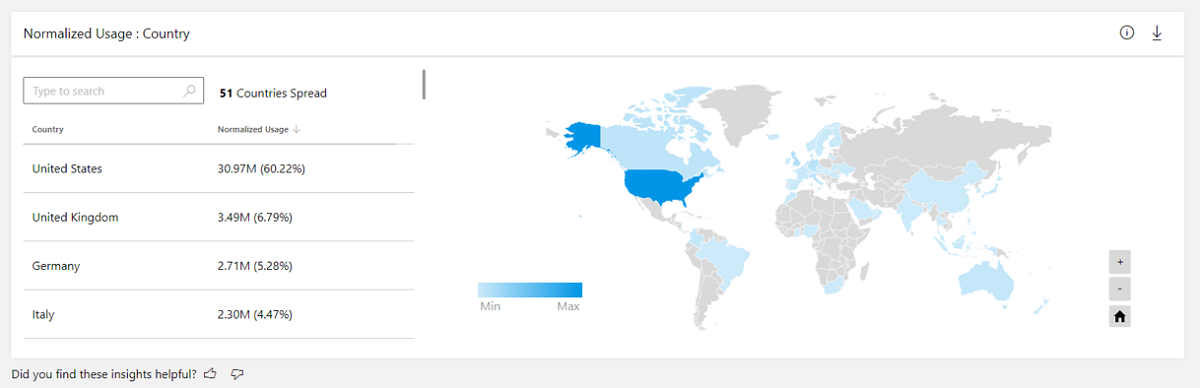 Normalized Usage : Country
Type to search
51 Countries Spread
Country Normalized Usage
United States 30.97M (60.22%)
United Kingdom 3.49M (6.79%)
Germany 2.71M (5.28%)
Italy 2.30M (4.47%)
Min Max
+
-
Did you find these insights helpful?